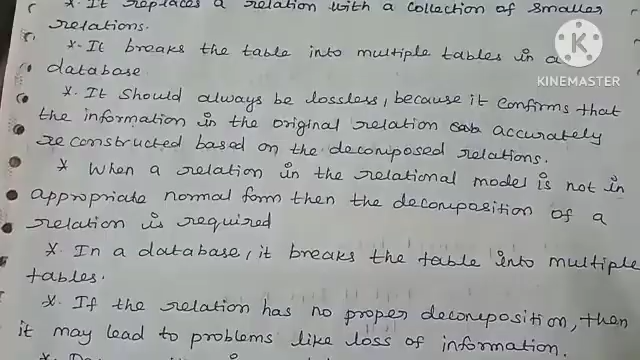 *. It replaces a relation with a collection of smaller
relations.
*. It breaks the table into multiple tables in a
database.
*. It should always be lossless, because it confirms that
the information in the original relation accurately
reconstructed based on the decomposed relations.
* When a relation in the relational model is not in
appropriate normal form then the decomposition of a
relation is required
*. In a database, it breaks the table into multiple
tables.
*. If the relation has no proper decomposition, then
it may lead to problems like loss of information.
KINEMASTER